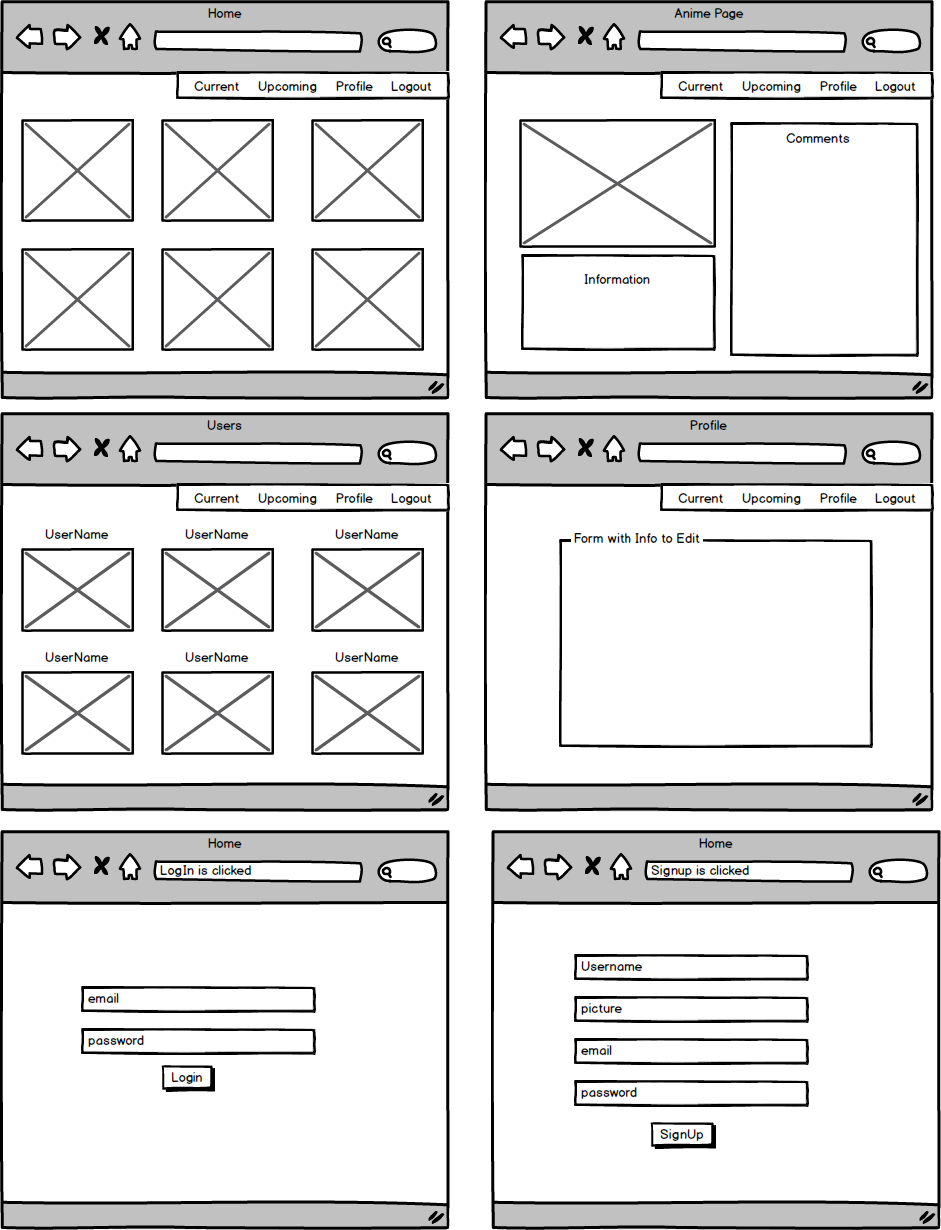 Home
Current Upcoming Profile Logout
Anime Page
Current Upcoming Profile Logout
Comments
Information
Users
Current Upcoming Profile Logout
UserName UserName UserName
UserName UserName UserName
Profile
Current Upcoming Profile Logout
Form with Info to Edit
Home
LogIn is clicked
email
password
Login
Home
Signup is clicked
Username
picture
email
password
SignUp